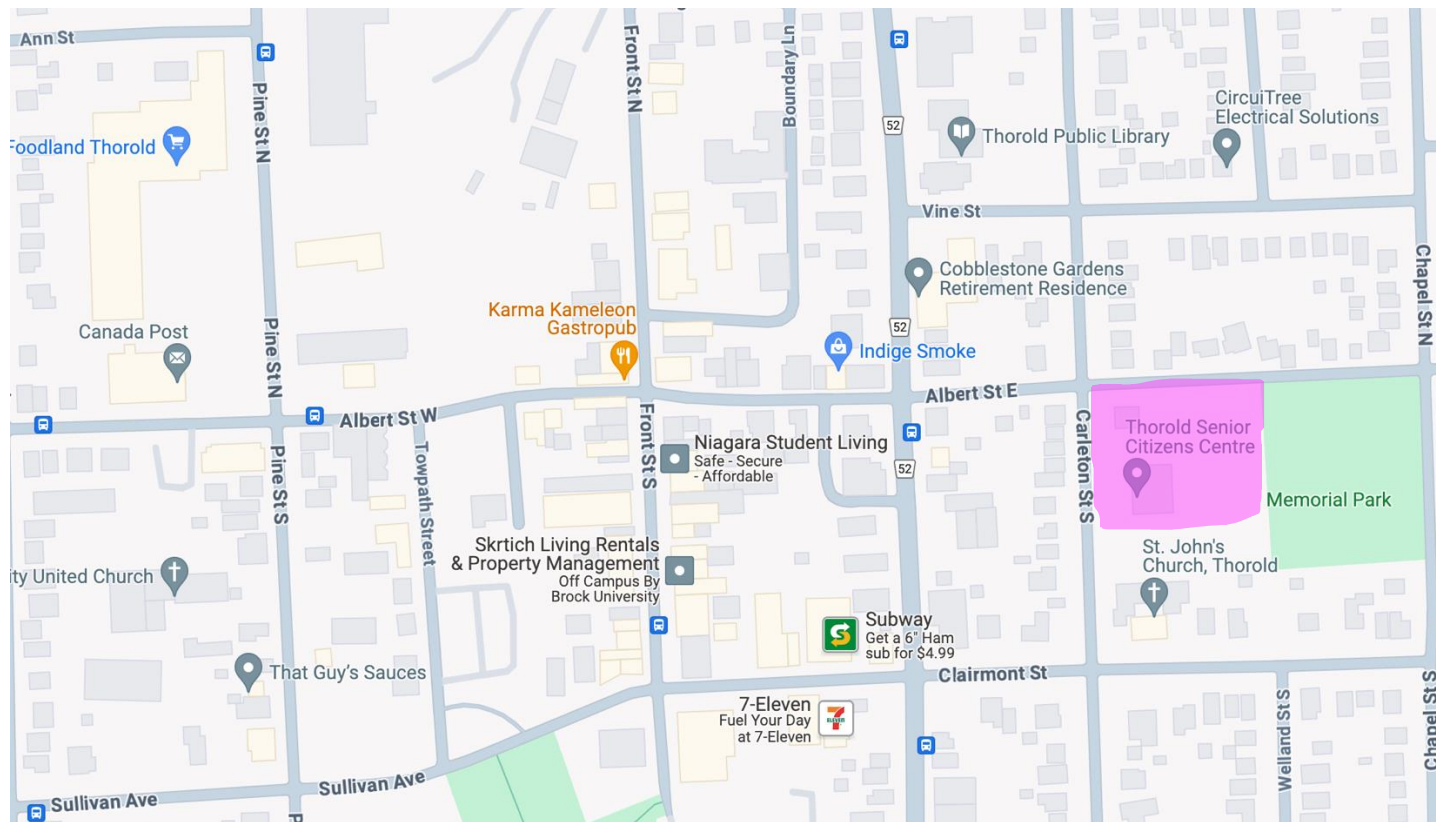 Ann St
Pine St N
Front St N
Boundary Ln
52
Foodland Thorold
Thorold Public Library
CircuiTree
Electrical Solutions
Vine St
Cobblestone Gardens
Retirement Residence
Chapel St N
Karma Kameleon
Gastropub
Canada Post
Pine St N
52
Indige Smoke
Albert St W
Albert St E
Front St S
Niagara Student Living
Safe - Secure
- Affordable
52
Carleton St S
Thorold Senior
Citizens Centre
Memorial Park
Pine St S
Towpath Street
Skrtich Living Rentals
& Property Management
Off Campus By
Brock University
St. John's
Church, Thorold
ity United Church
Subway
Get a 6" Ham
sub for $4.99
That Guy's Sauces
Clairmont St
7-Eleven
Fuel Your Day
at 7-Eleven
7
ELEVEN
Welland St S
Chapel St S
Sullivan Ave
Sullivan Ave
P